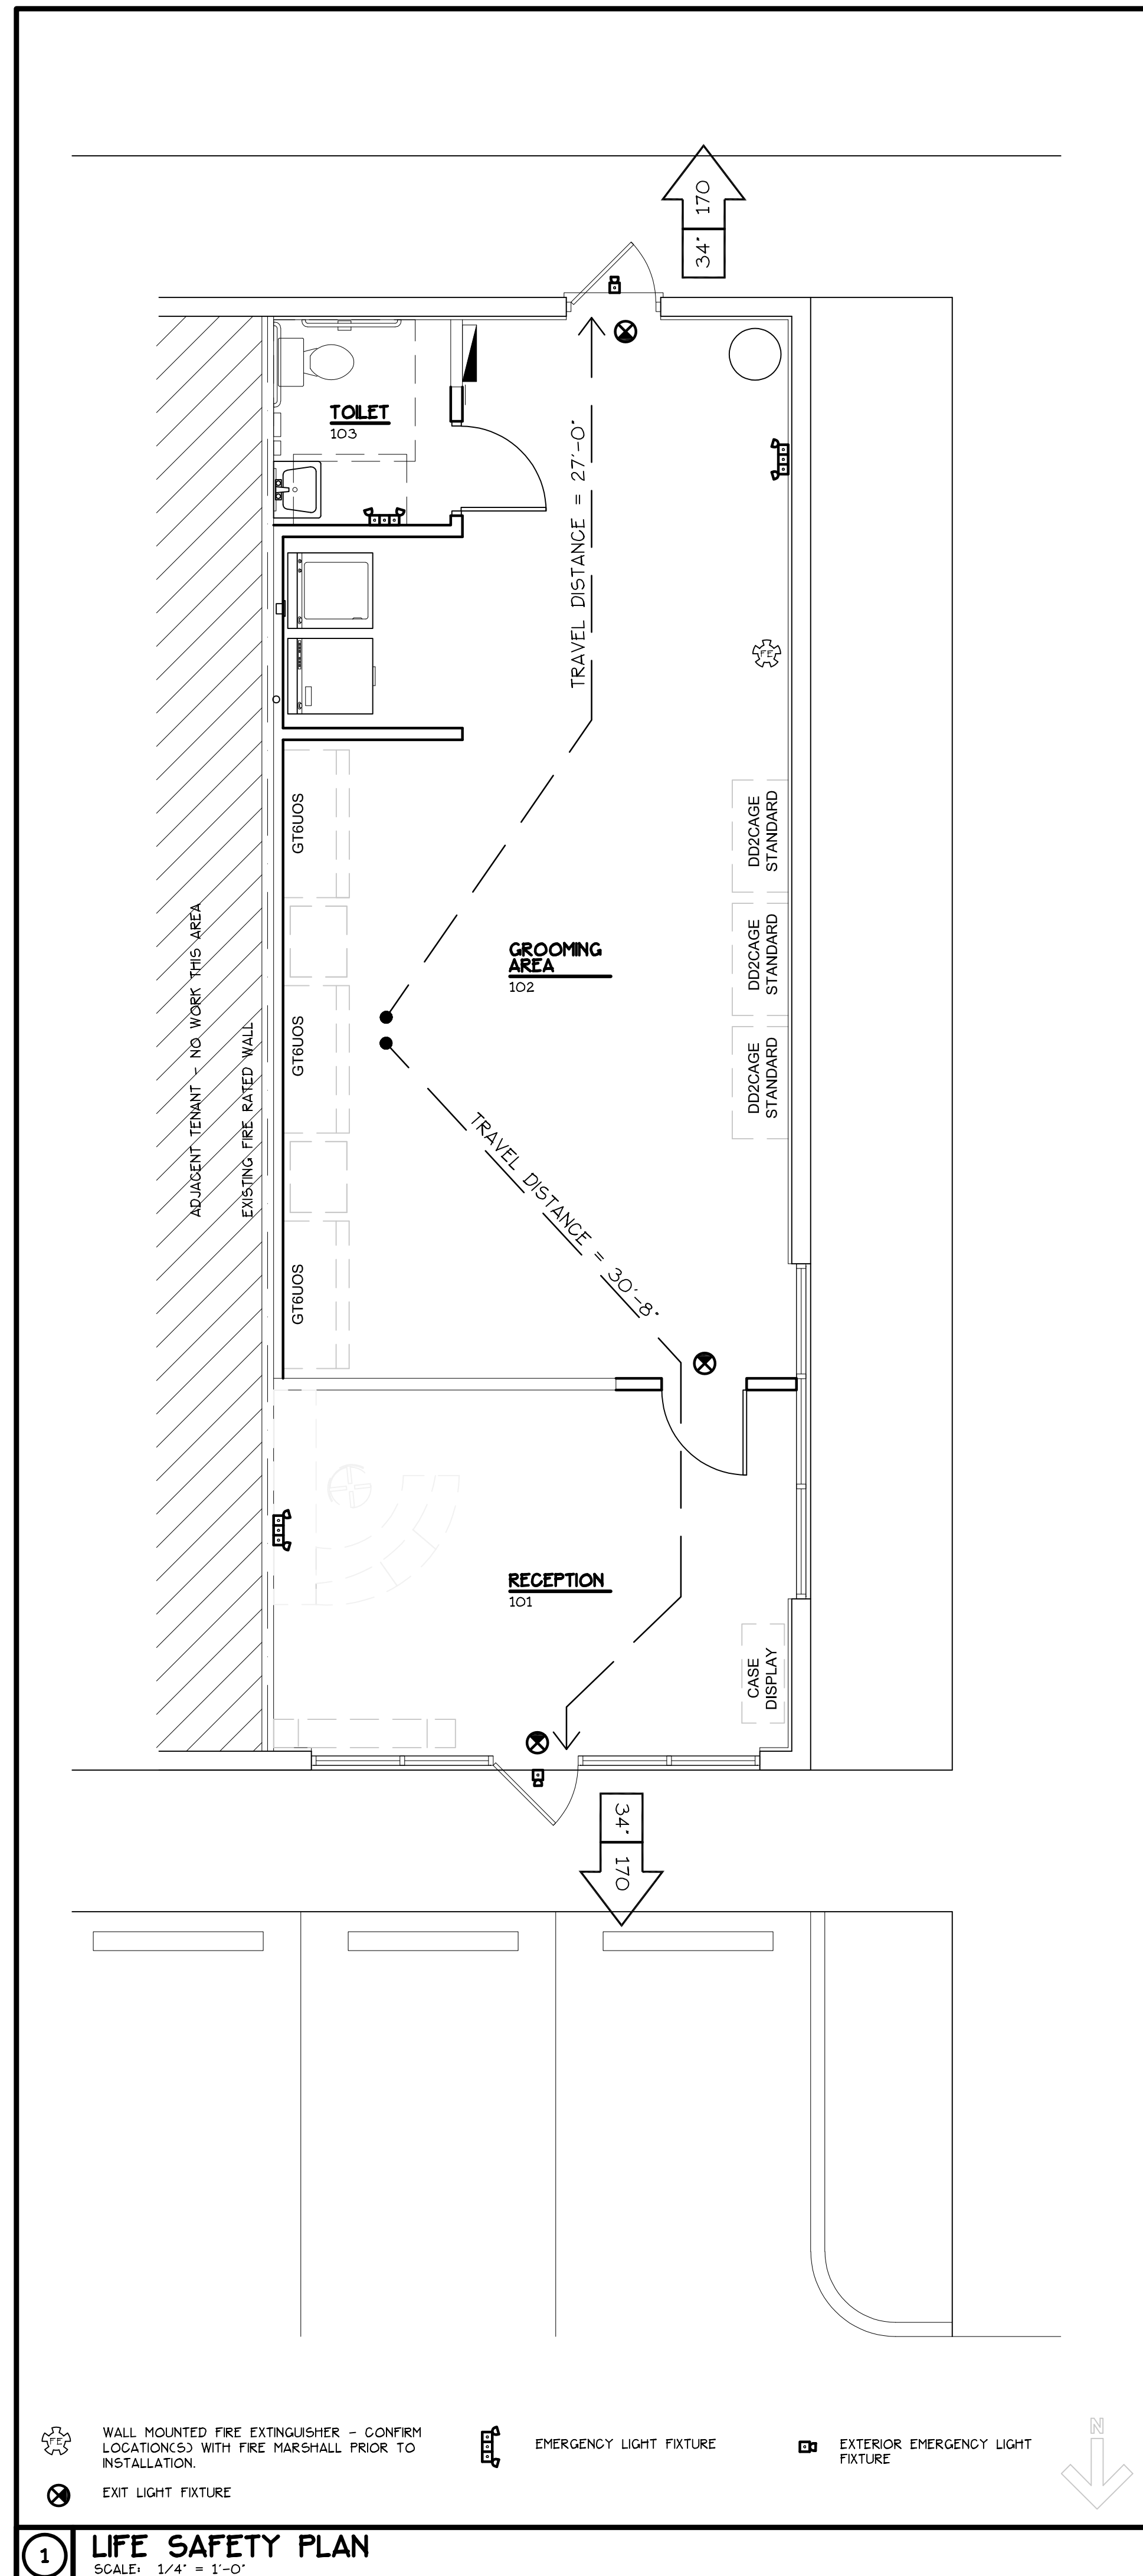 170
34"
TOILET
103
TRAVEL DISTANCE = 27'-0"
FE
GT6UOS
DD2CAGE
STANDARD
ADJACENT TENANT - NO WORK THIS AREA
EXISTING FIRE RATED WALL
GROOMING
AREA
102
GT6UOS
DD2CAGE
STANDARD
DD2CAGE
STANDARD
TRAVEL DISTANCE = 30'-8"
GT6UOS
RECEPTION
101
CASE
DISPLAY
34"
170
FE
WALL MOUNTED FIRE EXTINGUISHER - CONFIRM
LOCATION(S) WITH FIRE MARSHALL PRIOR TO
INSTALLATION.
EMERGENCY LIGHT FIXTURE
EXTERIOR EMERGENCY LIGHT
FIXTURE
N
EXIT LIGHT FIXTURE
1
LIFE SAFETY PLAN
SCALE: 1/4" = 1'-0"